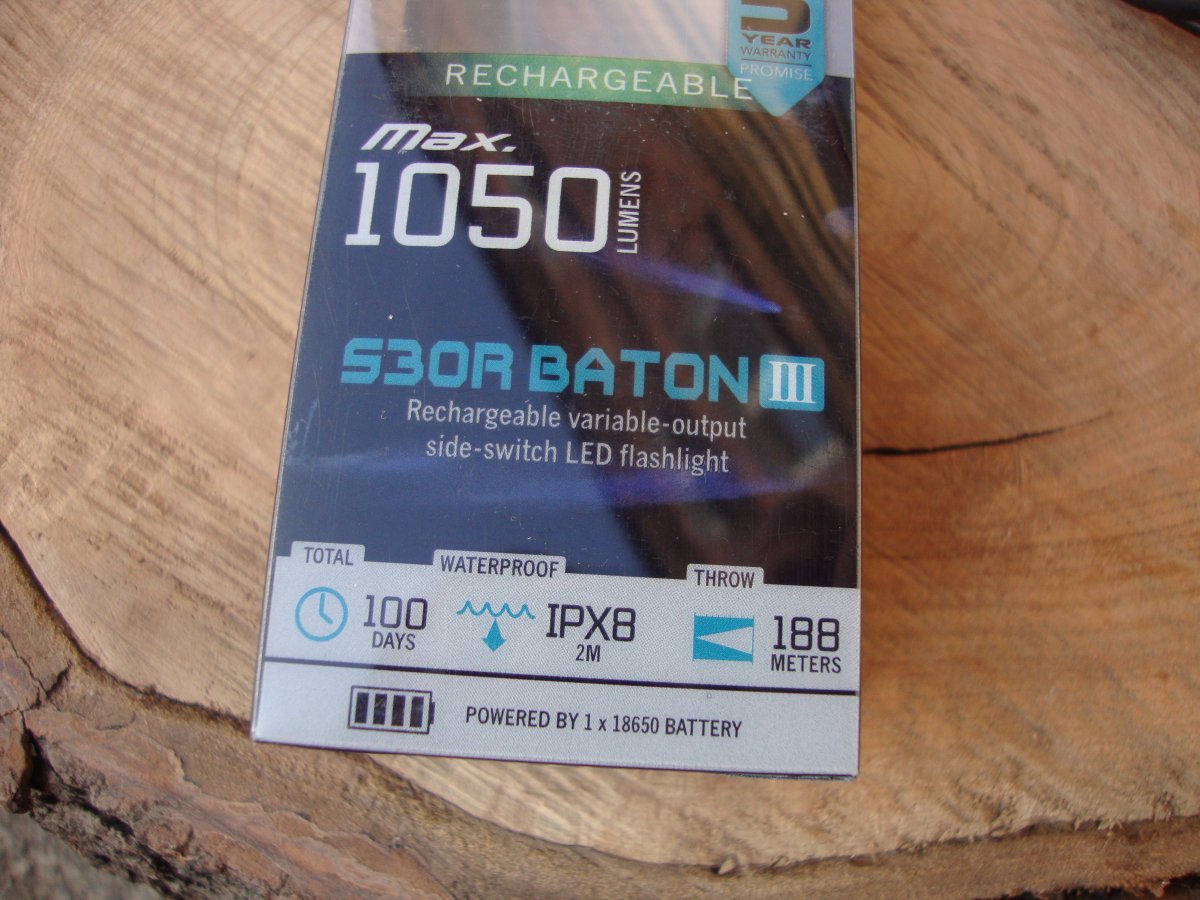 5
YEAR
WARRANTY
PROMISE
RECHARGEABLE
Max.
1050
LUMENS
S30R BATON III
Rechargeable variable-output
side-switch LED flashlight
TOTAL
100
DAYS
WATERPROOF
IPX8
2M
THROW
188
METERS
POWERED BY 1 x 18650 BATTERY